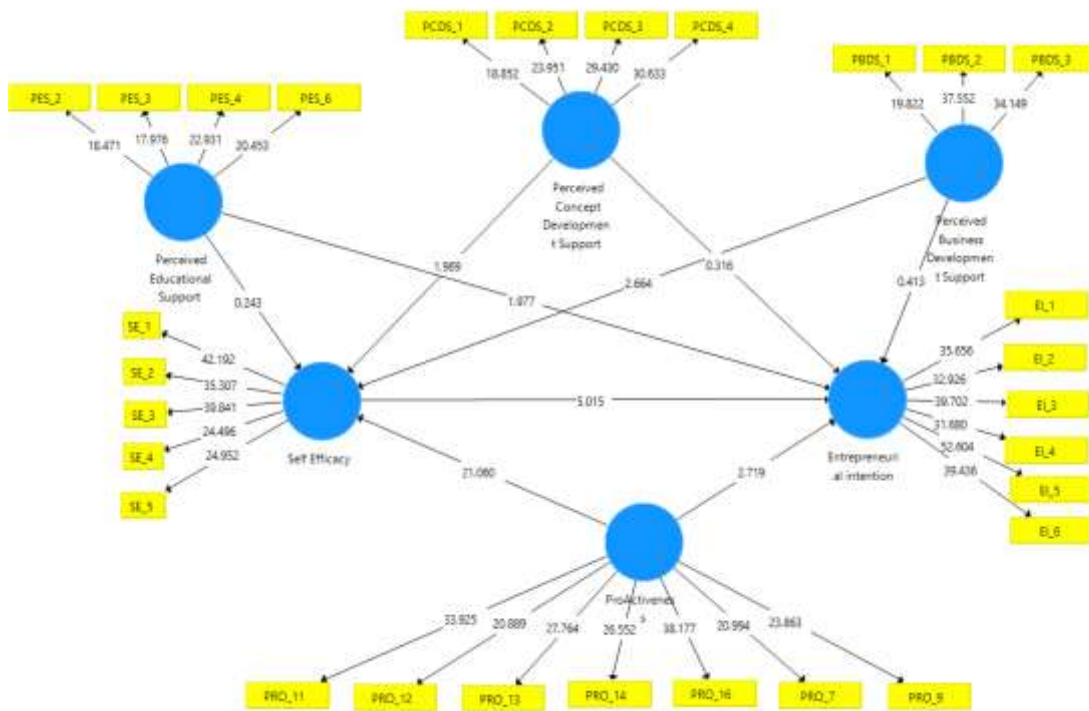 PCDS_1 PCDS_2 PCDS_3 PCDS_4
18.852 23.951 29.430 30.633
PBDS_1 PBDS_2 PBDS_3
19.822 37.552 34.149
PES_2 PES_3 PES_4 PES_6
18.471 17.976 22.931 20.453
Perceived
Concept
Developmen
t Support
Perceived
Business
Developmen
t Support
Perceived
Educational
Support
1.969
0.316
2.664
0.413
1.977
0.243
SE_1
SE_2
SE_3
SE_4
SE_5
42.192
35.307
39.841
24.496
24.952
Self Efficacy
5.015
EI_1
EI_2
EI_3
EI_4
EI_5
EI_6
35.656
32.926
39.702
31.680
52.604
39.436
Entrepreneuri
al intention
21.060
2.719
ProActivenes
s
33.925 20.889 27.764 26.552 38.177 20.994 23.863
PRO_11 PRO_12 PRO_13 PRO_14 PRO_16 PRO_7 PRO_9